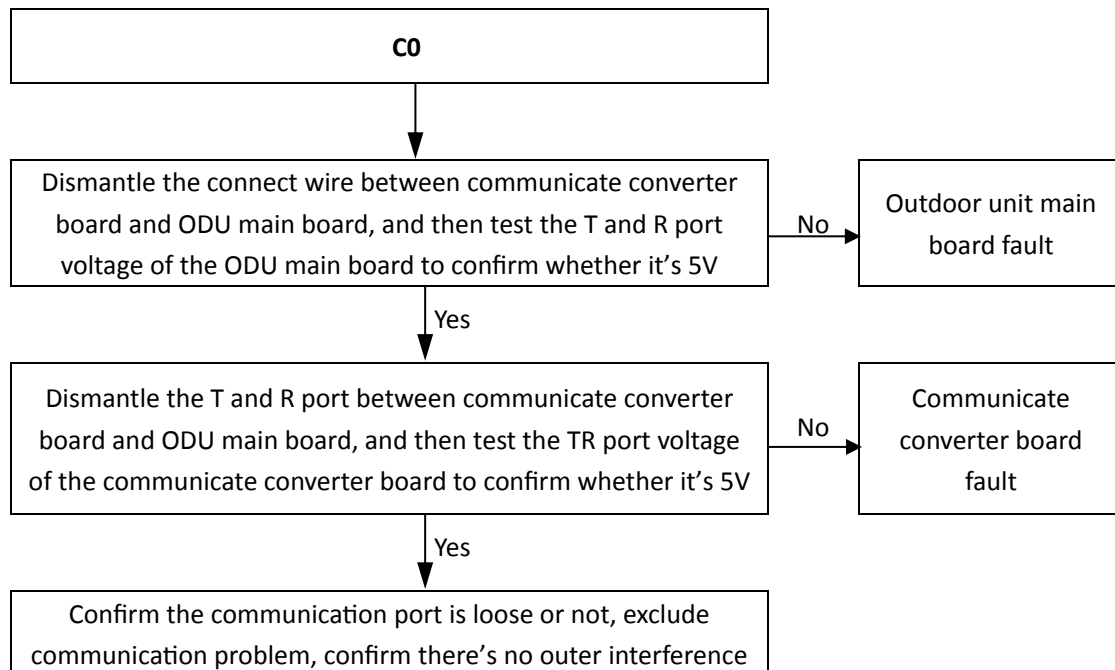 C0
Dismantle the connect wire between communicate converter
board and ODU main board, and then test the T and R port
voltage of the ODU main board to confirm whether it’s 5V
No
Outdoor unit main
board fault
Yes
Dismantle the T and R port between communicate converter
board and ODU main board, and then test the TR port voltage
of the communicate converter board to confirm whether it’s 5V
No
Communicate
converter board
fault
Yes
Confirm the communication port is loose or not, exclude
communication problem, confirm there’s no outer interference